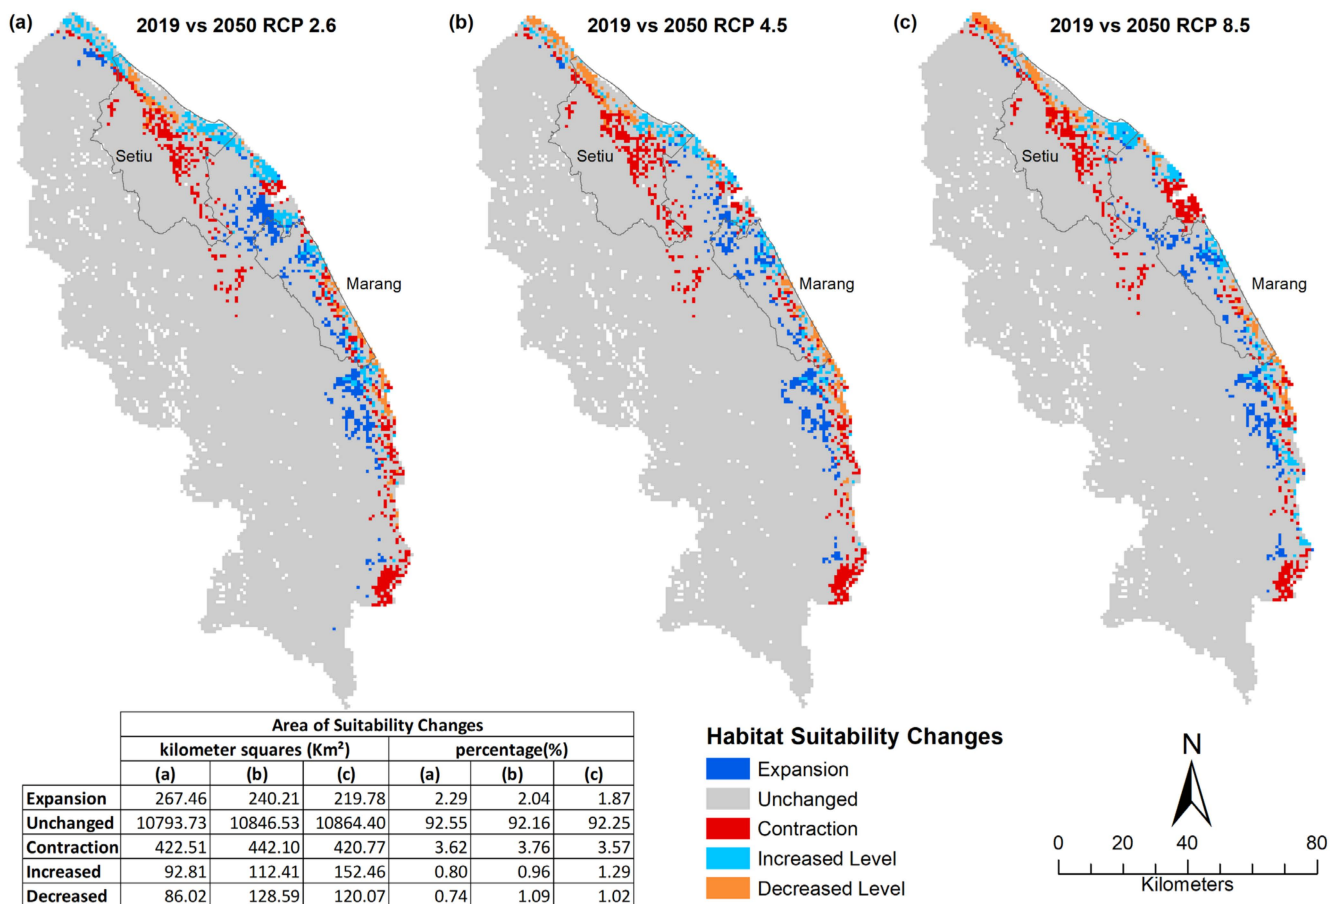 (a) 2019 vs 2050 RCP 2.6
(b) 2019 vs 2050 RCP 4.5
(c) 2019 vs 2050 RCP 8.5
Setiu
Marang
Setiu
Marang
Setiu
Marang
Area of Suitability Changes
kilometer squares (Km²) percentage(%)
(a) (b) (c) (a) (b) (c)
Expansion 267.46 240.21 219.78 2.29 2.04 1.87
Unchanged 10793.73 10846.53 10864.40 92.55 92.16 92.25
Contraction 422.51 442.10 420.77 3.62 3.76 3.57
Increased 92.81 112.41 152.46 0.80 0.96 1.29
Decreased 86.02 128.59 120.07 0.74 1.09 1.02
Habitat Suitability Changes
Expansion
Unchanged
Contraction
Increased Level
Decreased Level
N
0 20 40 60 80
Kilometers